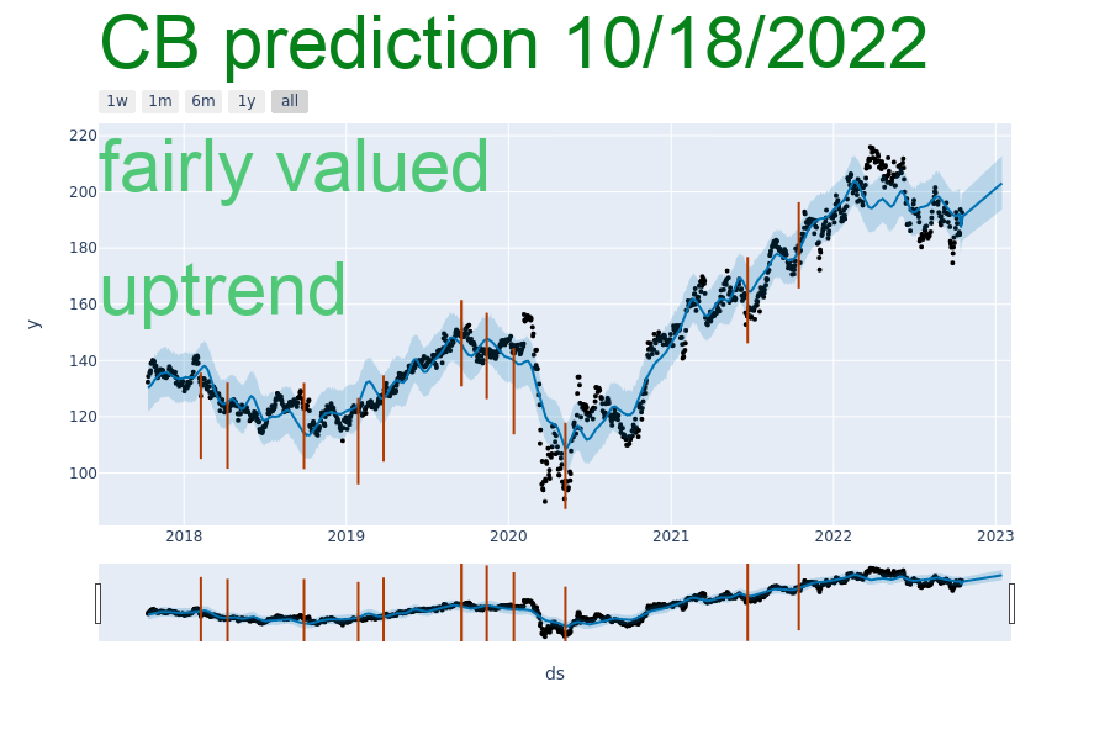 CB prediction 10/18/2022
1w 1m 6m 1y all
220
fairly valued
200
180
uptrend
160
y
140
120
100
2018 2019 2020 2021 2022 2023
ds